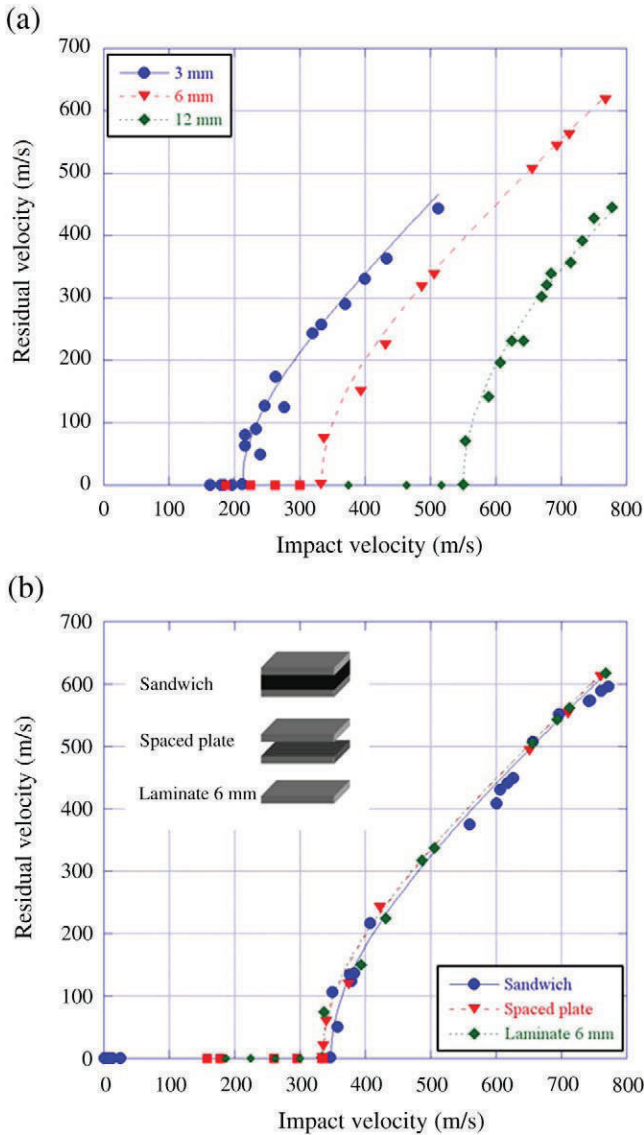 (a)
700
600
500
400
300
200
100
0
3 mm
6 mm
12 mm
Residual velocity (m/s)
0 100 200 300 400 500 600 700 800
Impact velocity (m/s)
(b)
700
600
500
400
300
200
100
0
Sandwich
Spaced plate
Laminate 6 mm
Residual velocity (m/s)
Sandwich
Spaced plate
Laminate 6 mm
0 100 200 300 400 500 600 700 800
Impact velocity (m/s)